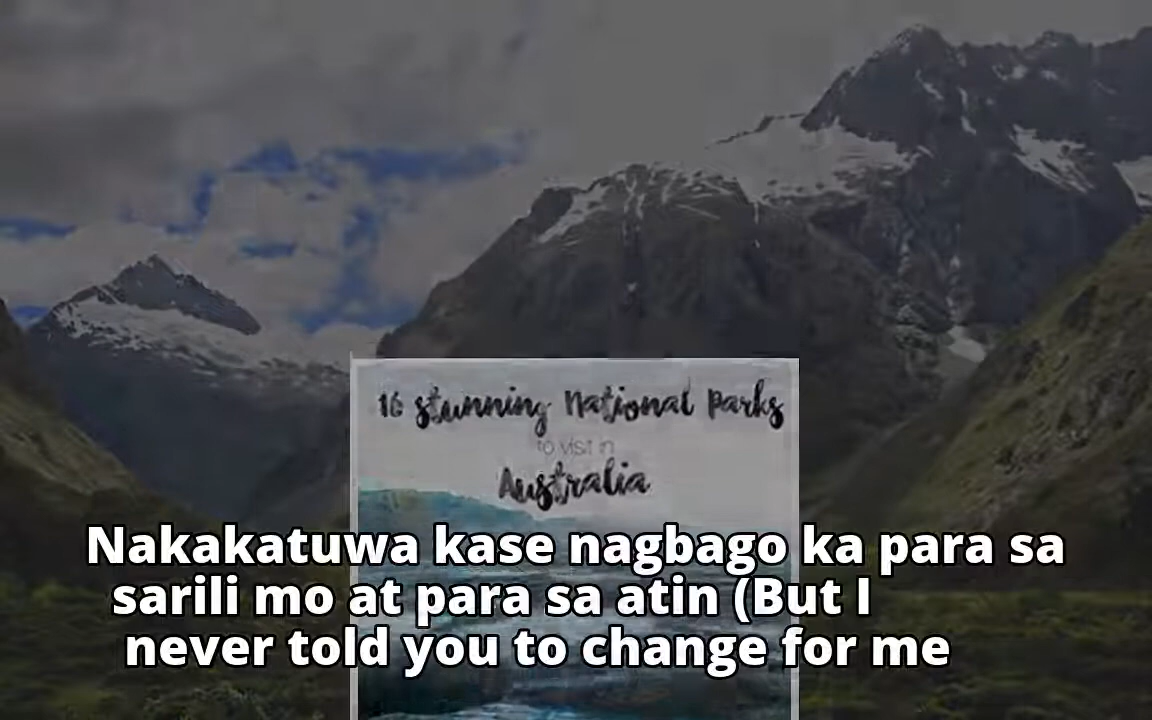 16 stunning National Parks
to visit in
Australia
Nakakatuwa kase nagbago ka para sa
sarili mo at para sa atin (But I
never told you to change for me